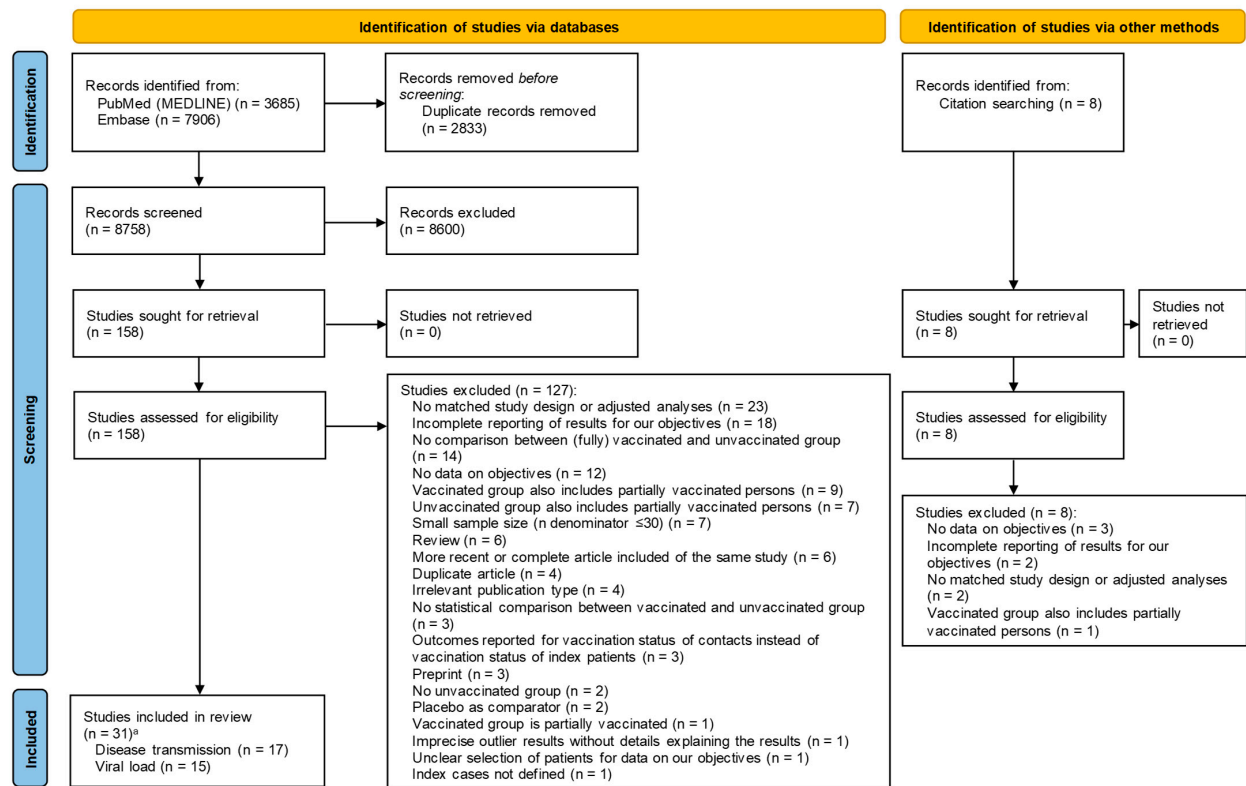 Identification of studies via databases
Identification of studies via other methods
Identification
Records identified from:
PubMed (MEDLINE) (n = 3685)
Embase (n = 7906)
Records removed before
screening:
Duplicate records removed
(n = 2833)
Records identified from:
Citation searching (n = 8)
Screening
Records screened
(n = 8758)
Records excluded
(n = 8600)
Studies sought for retrieval
(n = 158)
Studies not retrieved
(n = 0)
Studies sought for retrieval
(n = 8)
Studies not
retrieved
(n = 0)
Studies assessed for eligibility
(n = 158)
Studies excluded (n = 127):
No matched study design or adjusted analyses (n = 23)
Incomplete reporting of results for our objectives (n = 18)
No comparison between (fully) vaccinated and unvaccinated group
(n = 14)
No data on objectives (n = 12)
Vaccinated group also includes partially vaccinated persons (n = 9)
Unvaccinated group also includes partially vaccinated persons (n = 7)
Small sample size (n denominator ≤30) (n = 7)
Review (n = 6)
More recent or complete article included of the same study (n = 6)
Duplicate article (n = 4)
Irrelevant publication type (n = 4)
No statistical comparison between vaccinated and unvaccinated group
(n = 3)
Outcomes reported for vaccination status of contacts instead of
vaccination status of index patients (n = 3)
Preprint (n = 3)
No unvaccinated group (n = 2)
Placebo as comparator (n = 2)
Vaccinated group is partially vaccinated (n = 1)
Imprecise outlier results without details explaining the results (n = 1)
Unclear selection of patients for data on our objectives (n = 1)
Index cases not defined (n = 1)
Studies assessed for eligibility
(n = 8)
Studies excluded (n = 8):
No data on objectives (n = 3)
Incomplete reporting of results for our
objectives (n = 2)
No matched study design or adjusted analyses
(n = 2)
Vaccinated group also includes partially
vaccinated persons (n = 1)
Included
Studies included in review
(n = 31)ᵃ
Disease transmission (n = 17)
Viral load (n = 15)